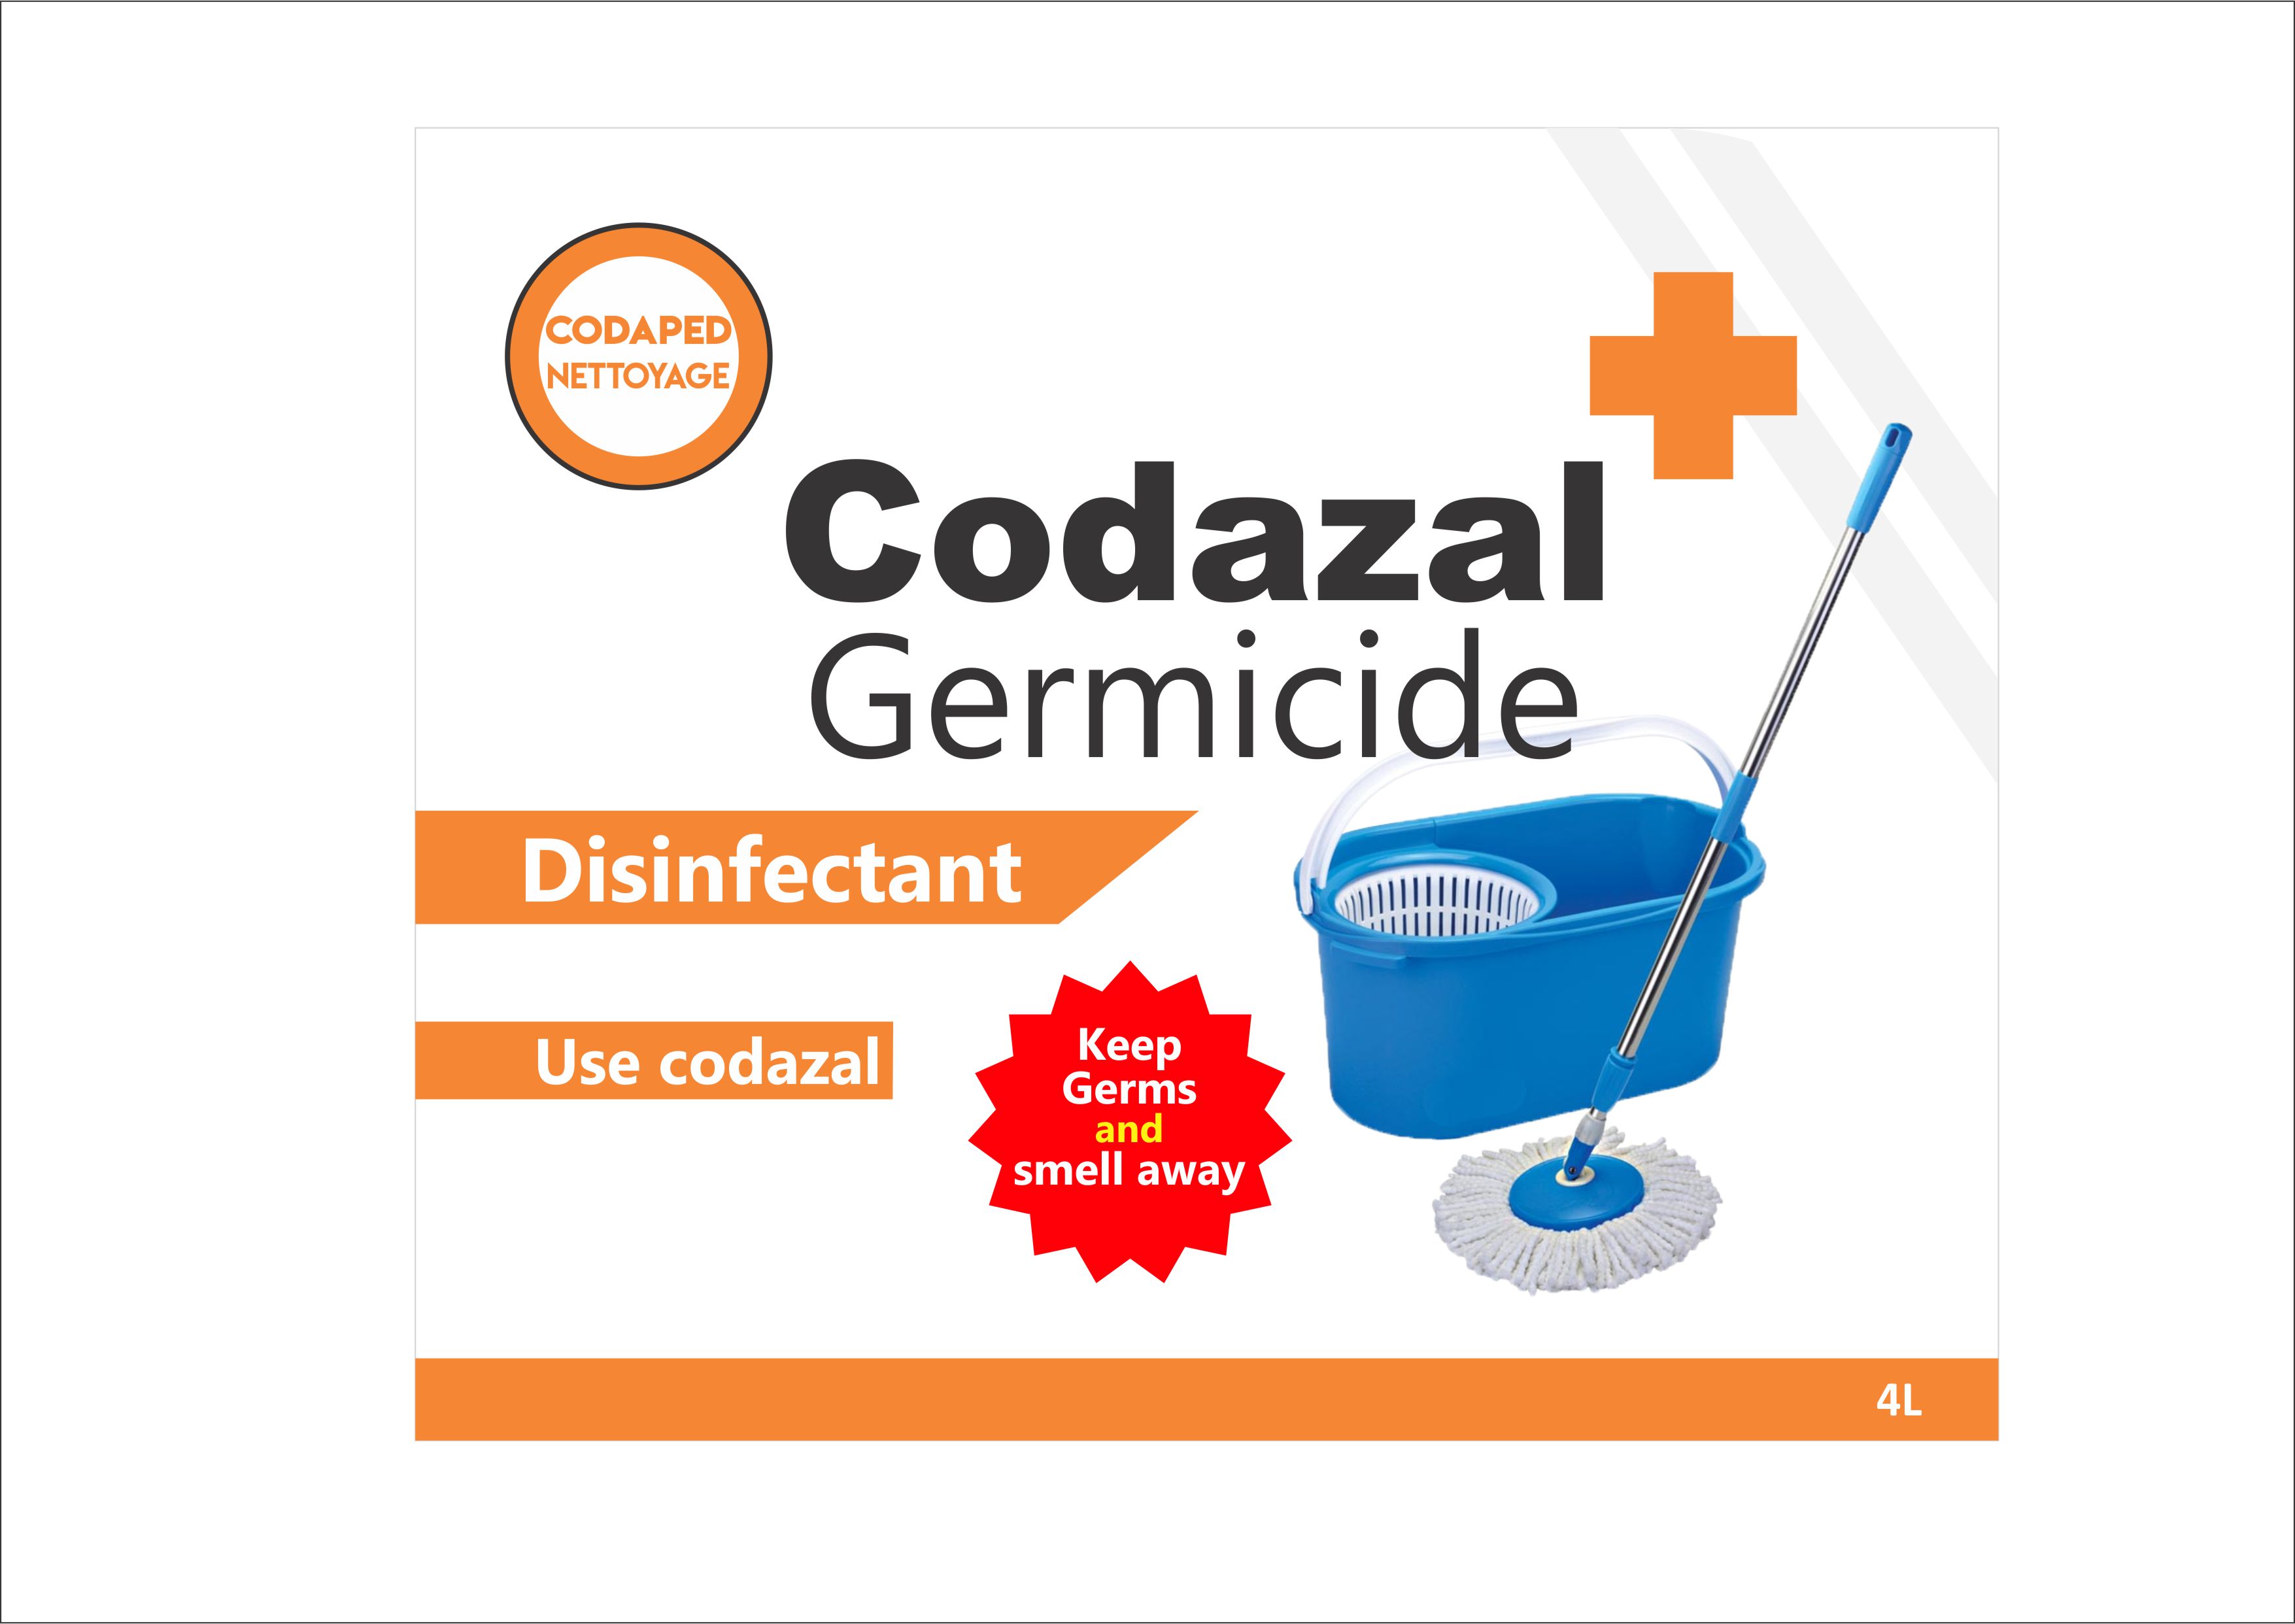 CODAPED
NETTOYAGE
Codazal
Germicide
Disinfectant
Use codazal
Keep
Germs
and
smell away
4L